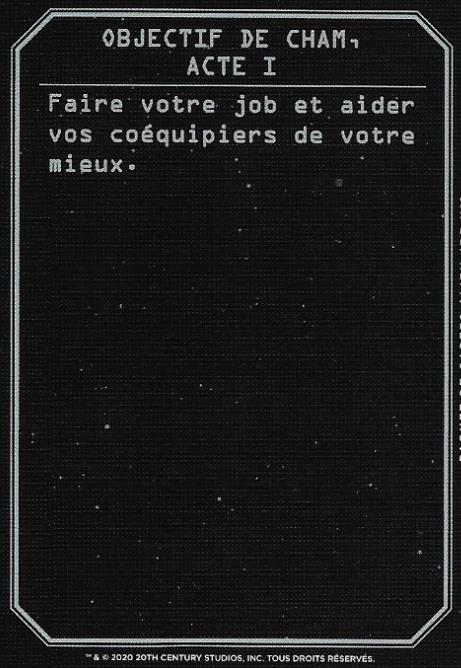 OBJECTIF DE CHAM,
ACTE I
Faire votre job et aider
vos coéquipiers de votre
mieux.
™ & © 2020 20TH CENTURY STUDIOS, INC. TOUS DROITS RÉSERVÉS.